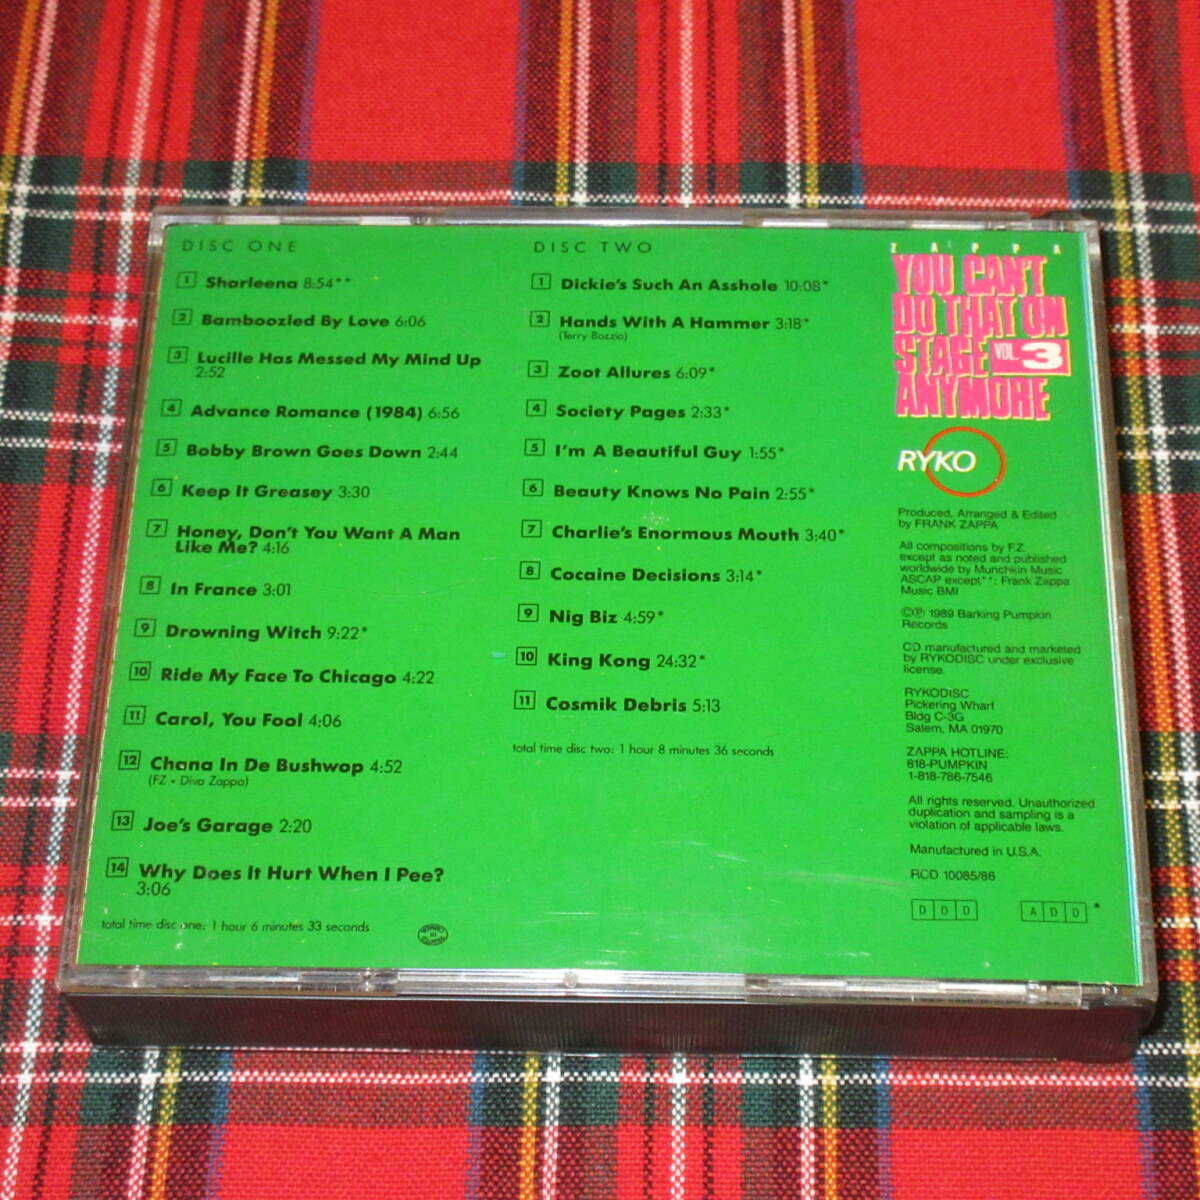 DISC ONE
1 Sharleena 8:54**
2 Bamboozled By Love 6:06
3 Lucille Has Messed My Mind Up
2:52
4 Advance Romance (1984) 6:56
5 Bobby Brown Goes Down 2:44
6 Keep It Greasey 3:30
7 Honey, Don't You Want A Man
Like Me? 4:16
8 In France 3:01
9 Drowning Witch 9:22*
10 Ride My Face To Chicago 4:22
11 Carol, You Fool 4:06
12 Chana In De Bushwop 4:52
(FZ • Diva Zappa)
13 Joe's Garage 2:20
14 Why Does It Hurt When I Pee?
3:06
total time disc one: 1 hour 6 minutes 33 seconds
DISC TWO
1 Dickie's Such An Asshole 10:08*
2 Hands With A Hammer 3:18*
(Terry Bozzio)
3 Zoot Allures 6:09*
4 Society Pages 2:33*
5 I'm A Beautiful Guy 1:55*
6 Beauty Knows No Pain 2:55*
7 Charlie's Enormous Mouth 3:40*
8 Cocaine Decisions 3:14*
9 Nig Biz 4:59*
10 King Kong 24:32*
11 Cosmik Debris 5:13
total time disc two: 1 hour 8 minutes 36 seconds
ZAPPA
YOU CAN'T
DO THAT ON
STAGE VOL 3
ANYMORE
RYKO
Produced, Arranged & Edited
by FRANK ZAPPA
All compositions by F.Z.
except as noted and published
worldwide by Munchkin Music
ASCAP except**: Frank Zappa
Music BMI
©℗ 1989 Barking Pumpkin
Records
CD manufactured and marketed
by RYKODISC under exclusive
license.
RYKODISC
Pickering Wharf
Bldg C-3G
Salem, MA 01970
ZAPPA HOTLINE:
818-PUMPKIN
1-818-786-7546
All rights reserved. Unauthorized
duplication and sampling is a
violation of applicable laws.
Manufactured in U.S.A.
RCD 10085/86
DDD ADD*